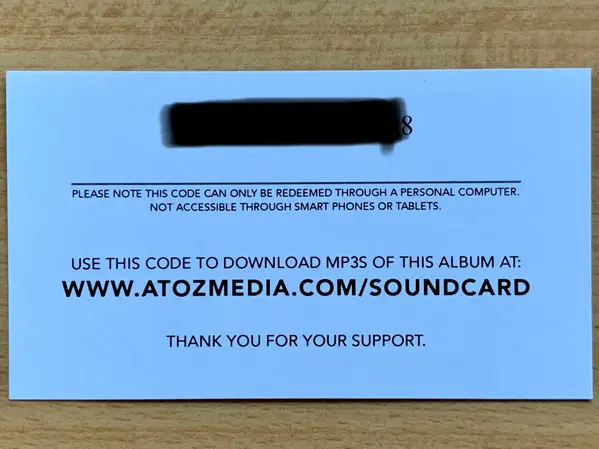 8
PLEASE NOTE THIS CODE CAN ONLY BE REDEEMED THROUGH A PERSONAL COMPUTER.
NOT ACCESSIBLE THROUGH SMART PHONES OR TABLETS.
USE THIS CODE TO DOWNLOAD MP3S OF THIS ALBUM AT:
WWW.ATOZMEDIA.COM/SOUNDCARD
THANK YOU FOR YOUR SUPPORT.